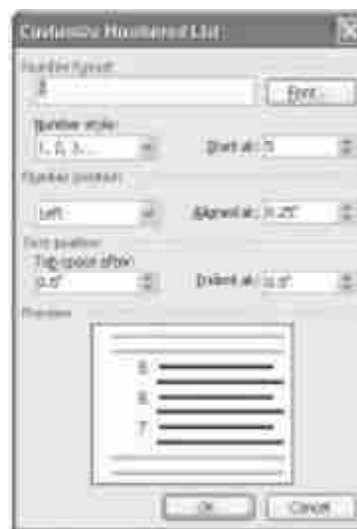 Customize Numbered List
Number format
5
Font...
Number style:
1, 2, 3, ...
Start at: 5
Number position
Left
Aligned at: 0.25"
Text position
Tab space after:
0.5"
Indent at: 0.5"
Preview
5
6
7
OK
Cancel